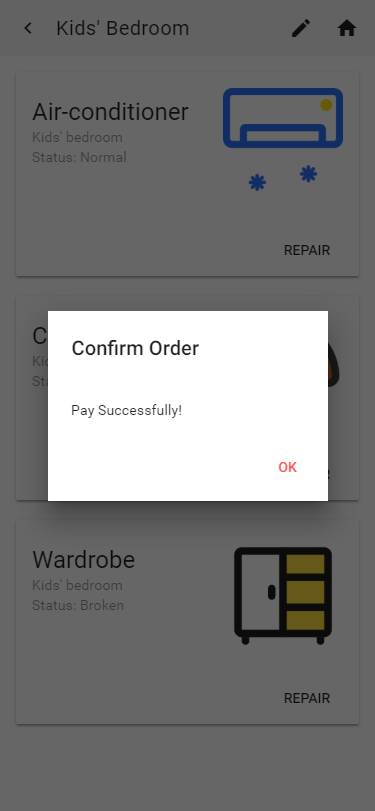 Kids' Bedroom
Air-conditioner
Kids' bedroom
Status: Normal
REPAIR
Confirm Order
Pay Successfully!
OK
Wardrobe
Kids' bedroom
Status: Broken
REPAIR